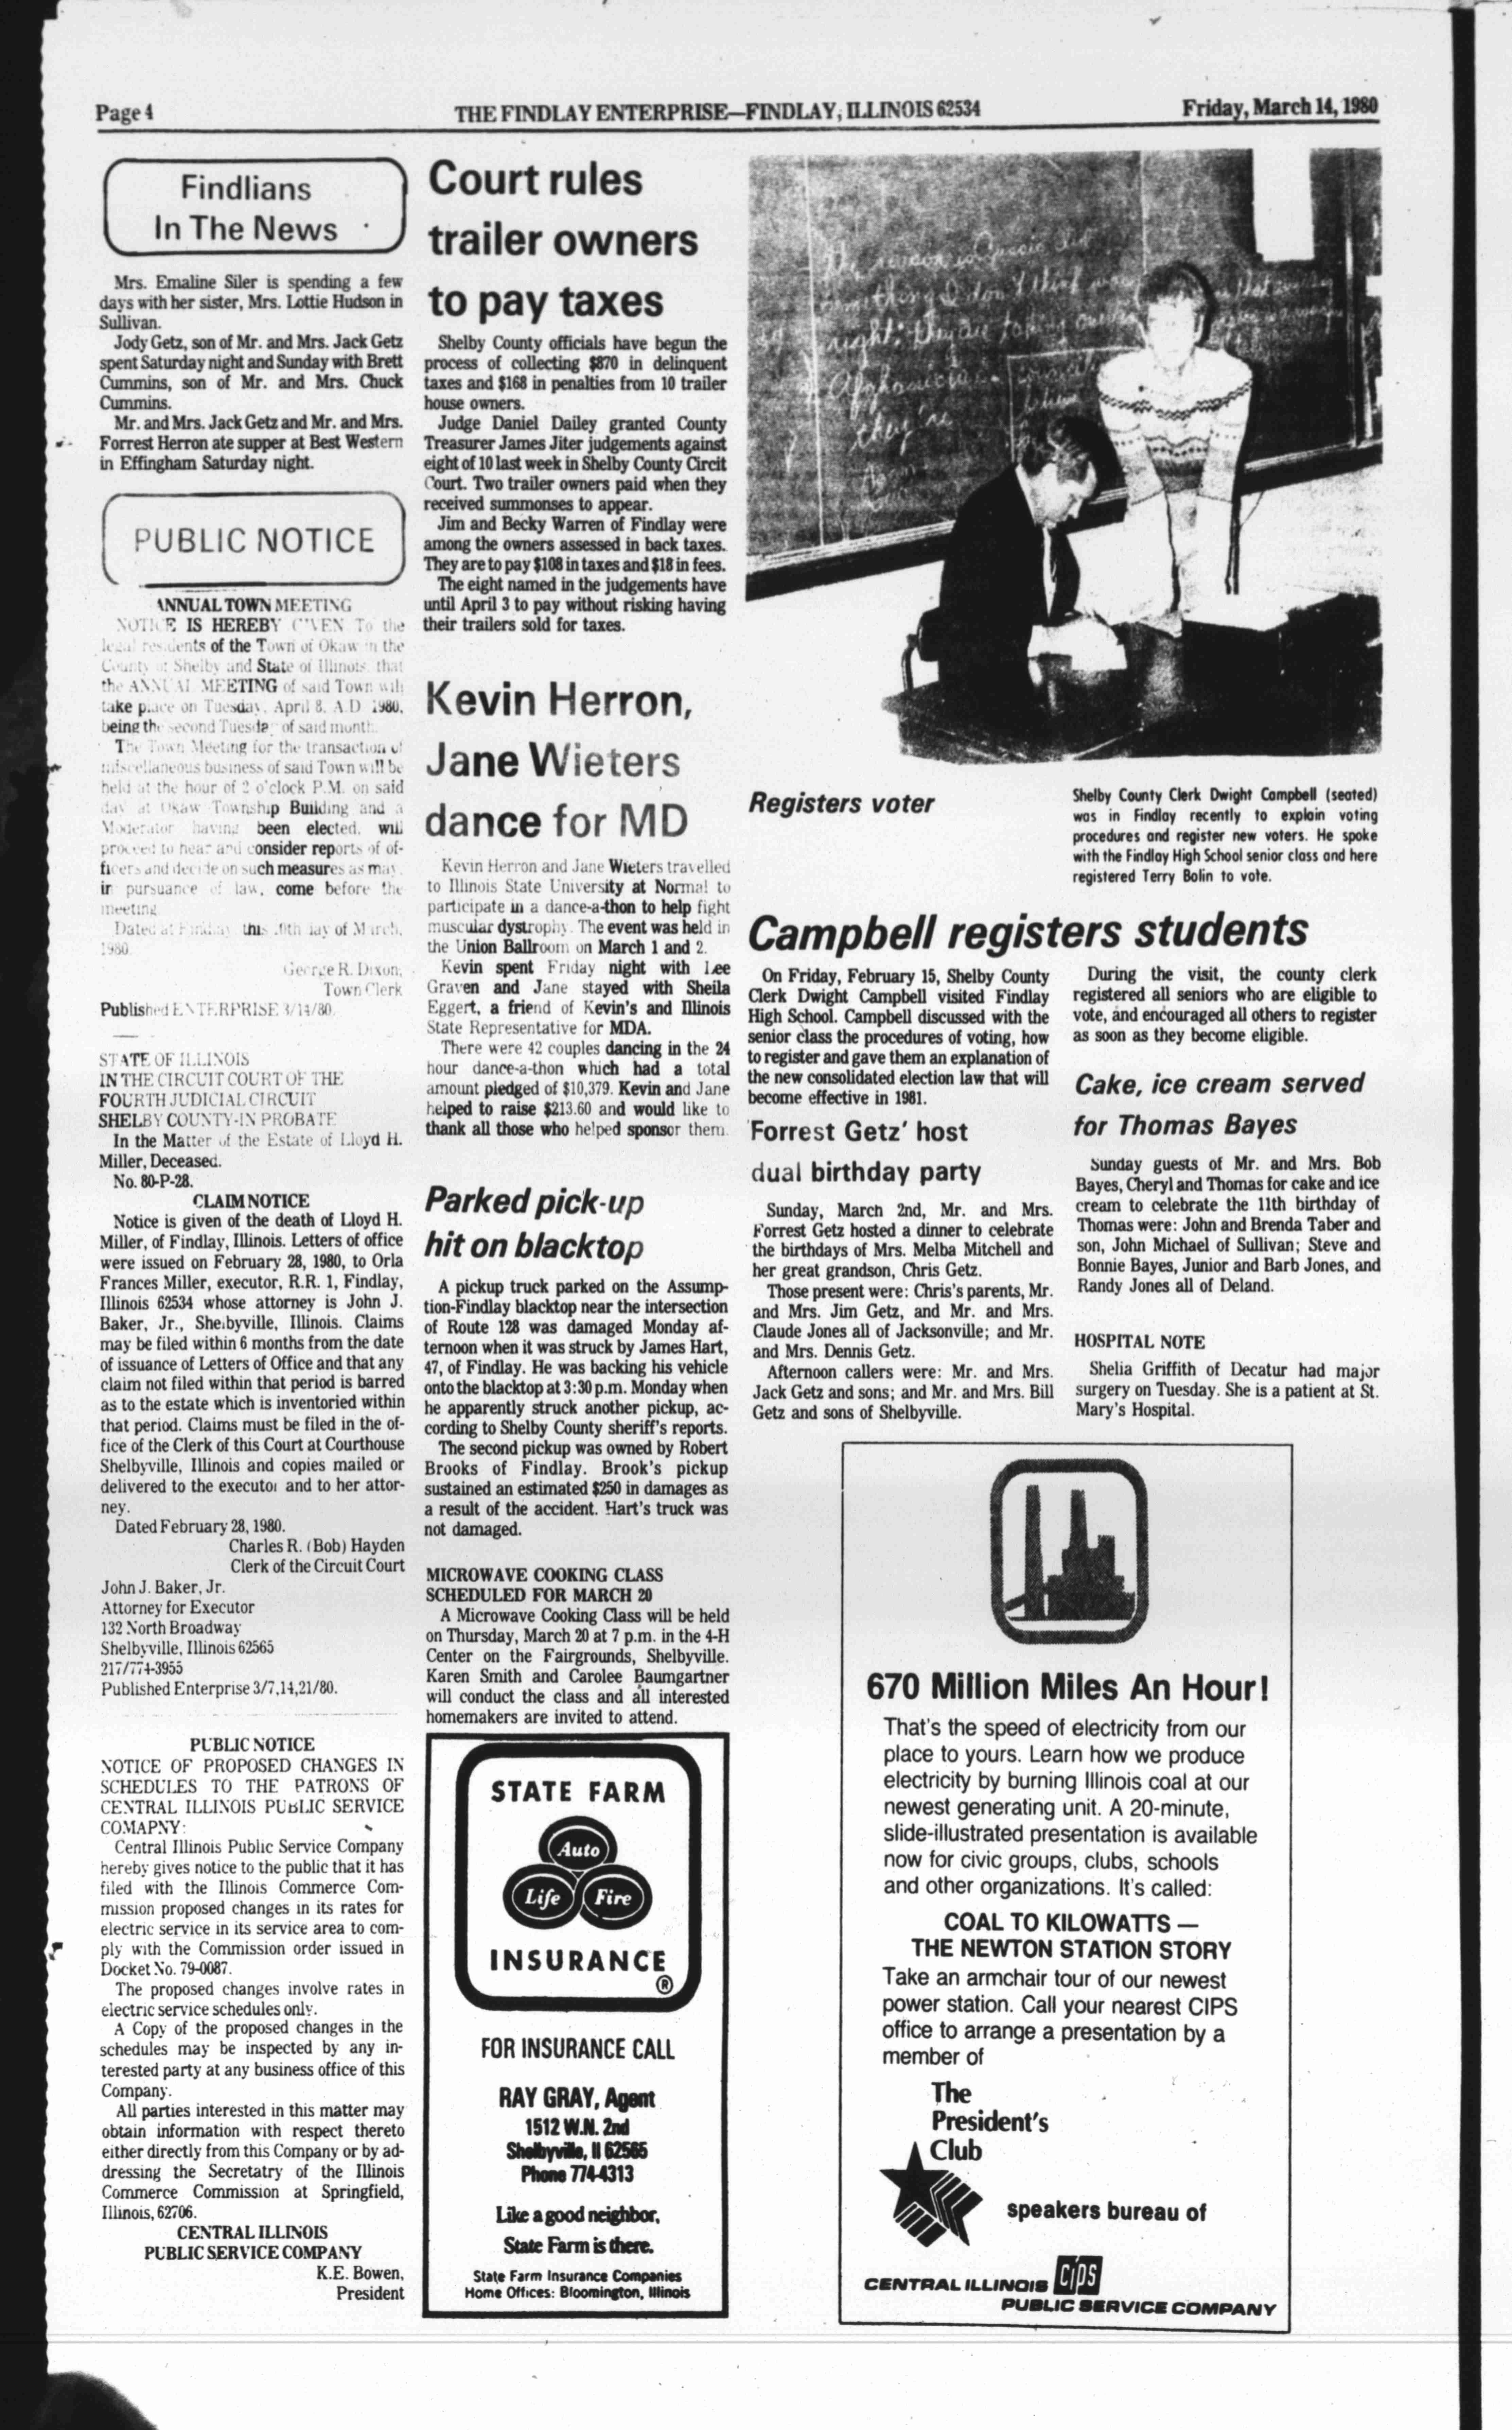 Page 4
THE FINDLAY ENTERPRISE—FINDLAY, ILLINOIS 62534
Friday, March 14, 1980
Findlians
In The News
Mrs. Emaline Siler is spending a few
days with her sister, Mrs. Lottie Hudson in
Sullivan.
Jody Getz, son of Mr. and Mrs. Jack Getz
spent Saturday night and Sunday with Brett
Cummins, son of Mr. and Mrs. Chuck
Cummins.
Mr. and Mrs. Jack Getz and Mr. and Mrs.
Forrest Herron ate supper at Best Western
in Effingham Saturday night.
PUBLIC NOTICE
ANNUAL TOWN MEETING
NOTICE IS HEREBY GIVEN To the
legal residents of the Town of Okaw in the
County of Shelby and State of Illinois, that
the ANNUAL MEETING of said Town will
take place on Tuesday, April 8, A.D 1980,
being the second Tuesday of said month.
The Town Meeting for the transaction of
miscellaneous business of said Town will be
held at the hour of 2 o'clock P.M. on said
day at Okaw Township Building and a
Moderator having been elected, will
proceed to hear and consider reports of of-
ficers and decide on such measures as may,
in pursuance of law, come before the
meeting.
Dated at Findlay this day of March,
1980.
George R. Dixon,
Town Clerk
Published ENTERPRISE 3/14/80.
STATE OF ILLINOIS
IN THE CIRCUIT COURT OF THE
FOURTH JUDICIAL CIRCUIT
SHELBY COUNTY-IN PROBATE
In the Matter of the Estate of Lloyd H.
Miller, Deceased.
No. 80-P-28.
CLAIM NOTICE
Notice is given of the death of Lloyd H.
Miller, of Findlay, Illinois. Letters of office
were issued on February 28, 1980, to Orla
Frances Miller, executor, R.R. 1, Findlay,
Illinois 62534 whose attorney is John J.
Baker, Jr., Shelbyville, Illinois. Claims
may be filed within 6 months from the date
of issuance of Letters of Office and that any
claim not filed within that period is barred
as to the estate which is inventoried within
that period. Claims must be filed in the of-
fice of the Clerk of this Court at Courthouse
Shelbyville, Illinois and copies mailed or
delivered to the executor and to her attor-
ney.
Dated February 28, 1980.
Charles R. (Bob) Hayden
Clerk of the Circuit Court
John J. Baker, Jr.
Attorney for Executor
132 North Broadway
Shelbyville, Illinois 62565
217/774-3955
Published Enterprise 3/7,14,21/80.
PUBLIC NOTICE
NOTICE OF PROPOSED CHANGES IN
SCHEDULES TO THE PATRONS OF
CENTRAL ILLINOIS PUBLIC SERVICE
COMAPNY:
Central Illinois Public Service Company
hereby gives notice to the public that it has
filed with the Illinois Commerce Com-
mission proposed changes in its rates for
electric service in its service area to com-
ply with the Commission order issued in
Docket No. 79-0087.
The proposed changes involve rates in
electric service schedules only.
A Copy of the proposed changes in the
schedules may be inspected by any in-
terested party at any business office of this
Company.
All parties interested in this matter may
obtain information with respect thereto
either directly from this Company or by ad-
dressing the Secretatry of the Illinois
Commerce Commission at Springfield,
Illinois, 62706.
CENTRAL ILLINOIS
PUBLIC SERVICE COMPANY
K.E. Bowen,
President
Court rules
trailer owners
to pay taxes
Shelby County officials have begun the
process of collecting $870 in delinquent
taxes and $168 in penalties from 10 trailer
house owners.
Judge Daniel Dailey granted County
Treasurer James Jiter judgements against
eight of 10 last week in Shelby County Circit
Court. Two trailer owners paid when they
received summonses to appear.
Jim and Becky Warren of Findlay were
among the owners assessed in back taxes.
They are to pay $108 in taxes and $18 in fees.
The eight named in the judgements have
until April 3 to pay without risking having
their trailers sold for taxes.
Kevin Herron,
Jane Wieters
dance for MD
Kevin Herron and Jane Wieters travelled
to Illinois State University at Normal to
participate in a dance-a-thon to help fight
muscular dystrophy. The event was held in
the Union Ballroom on March 1 and 2.
Kevin spent Friday night with Lee
Graven and Jane stayed with Sheila
Eggert, a friend of Kevin's and Illinois
State Representative for MDA.
There were 42 couples dancing in the 24
hour dance-a-thon which had a total
amount pledged of $10,379. Kevin and Jane
helped to raise $213.60 and would like to
thank all those who helped sponsor them.
Parked pick-up
hit on blacktop
A pickup truck parked on the Assump-
tion-Findlay blacktop near the intersection
of Route 128 was damaged Monday af-
ternoon when it was struck by James Hart,
47, of Findlay. He was backing his vehicle
onto the blacktop at 3:30 p.m. Monday when
he apparently struck another pickup, ac-
cording to Shelby County sheriff's reports.
The second pickup was owned by Robert
Brooks of Findlay. Brook's pickup
sustained an estimated $250 in damages as
a result of the accident. Hart's truck was
not damaged.
MICROWAVE COOKING CLASS
SCHEDULED FOR MARCH 20
A Microwave Cooking Class will be held
on Thursday, March 20 at 7 p.m. in the 4-H
Center on the Fairgrounds, Shelbyville.
Karen Smith and Carolee Baumgartner
will conduct the class and all interested
homemakers are invited to attend.
STATE FARM
Auto
Life Fire
INSURANCE
®
FOR INSURANCE CALL
RAY GRAY, Agent
1512 W.N. 2nd
Shelbyville, Il 62565
Phone 774-4313
Like a good neighbor,
State Farm is there.
State Farm Insurance Companies
Home Offices: Bloomington, Illinois
Registers voter
Shelby County Clerk Dwight Campbell (seated)
was in Findlay recently to explain voting
procedures and register new voters. He spoke
with the Findlay High School senior class and here
registered Terry Bolin to vote.
Campbell registers students
On Friday, February 15, Shelby County
Clerk Dwight Campbell visited Findlay
High School. Campbell discussed with the
senior class the procedures of voting, how
to register and gave them an explanation of
the new consolidated election law that will
become effective in 1981.
During the visit, the county clerk
registered all seniors who are eligible to
vote, and encouraged all others to register
as soon as they become eligible.
Forrest Getz' host
dual birthday party
Sunday, March 2nd, Mr. and Mrs.
Forrest Getz hosted a dinner to celebrate
the birthdays of Mrs. Melba Mitchell and
her great grandson, Chris Getz.
Those present were: Chris's parents, Mr.
and Mrs. Jim Getz, and Mr. and Mrs.
Claude Jones all of Jacksonville; and Mr.
and Mrs. Dennis Getz.
Afternoon callers were: Mr. and Mrs.
Jack Getz and sons; and Mr. and Mrs. Bill
Getz and sons of Shelbyville.
Cake, ice cream served
for Thomas Bayes
Sunday guests of Mr. and Mrs. Bob
Bayes, Cheryl and Thomas for cake and ice
cream to celebrate the 11th birthday of
Thomas were: John and Brenda Taber and
son, John Michael of Sullivan; Steve and
Bonnie Bayes, Junior and Barb Jones, and
Randy Jones all of Deland.
HOSPITAL NOTE
Shelia Griffith of Decatur had major
surgery on Tuesday. She is a patient at St.
Mary's Hospital.
670 Million Miles An Hour!
That's the speed of electricity from our
place to yours. Learn how we produce
electricity by burning Illinois coal at our
newest generating unit. A 20-minute,
slide-illustrated presentation is available
now for civic groups, clubs, schools
and other organizations. It's called:
COAL TO KILOWATTS —
THE NEWTON STATION STORY
Take an armchair tour of our newest
power station. Call your nearest CIPS
office to arrange a presentation by a
member of
The
President's
Club
speakers bureau of
CENTRAL ILLINOIS CIPS
PUBLIC SERVICE COMPANY